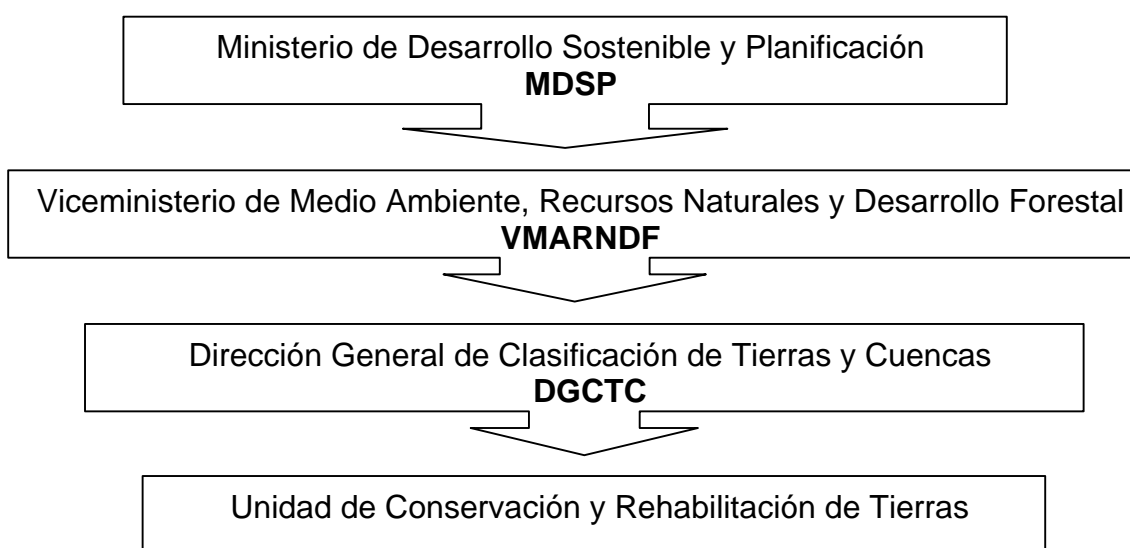 Ministerio de Desarrollo Sostenible y Planificación
MDSP
Viceministerio de Medio Ambiente, Recursos Naturales y Desarrollo Forestal
VMARNDF
Dirección General de Clasificación de Tierras y Cuencas
DGCTC
Unidad de Conservación y Rehabilitación de Tierras